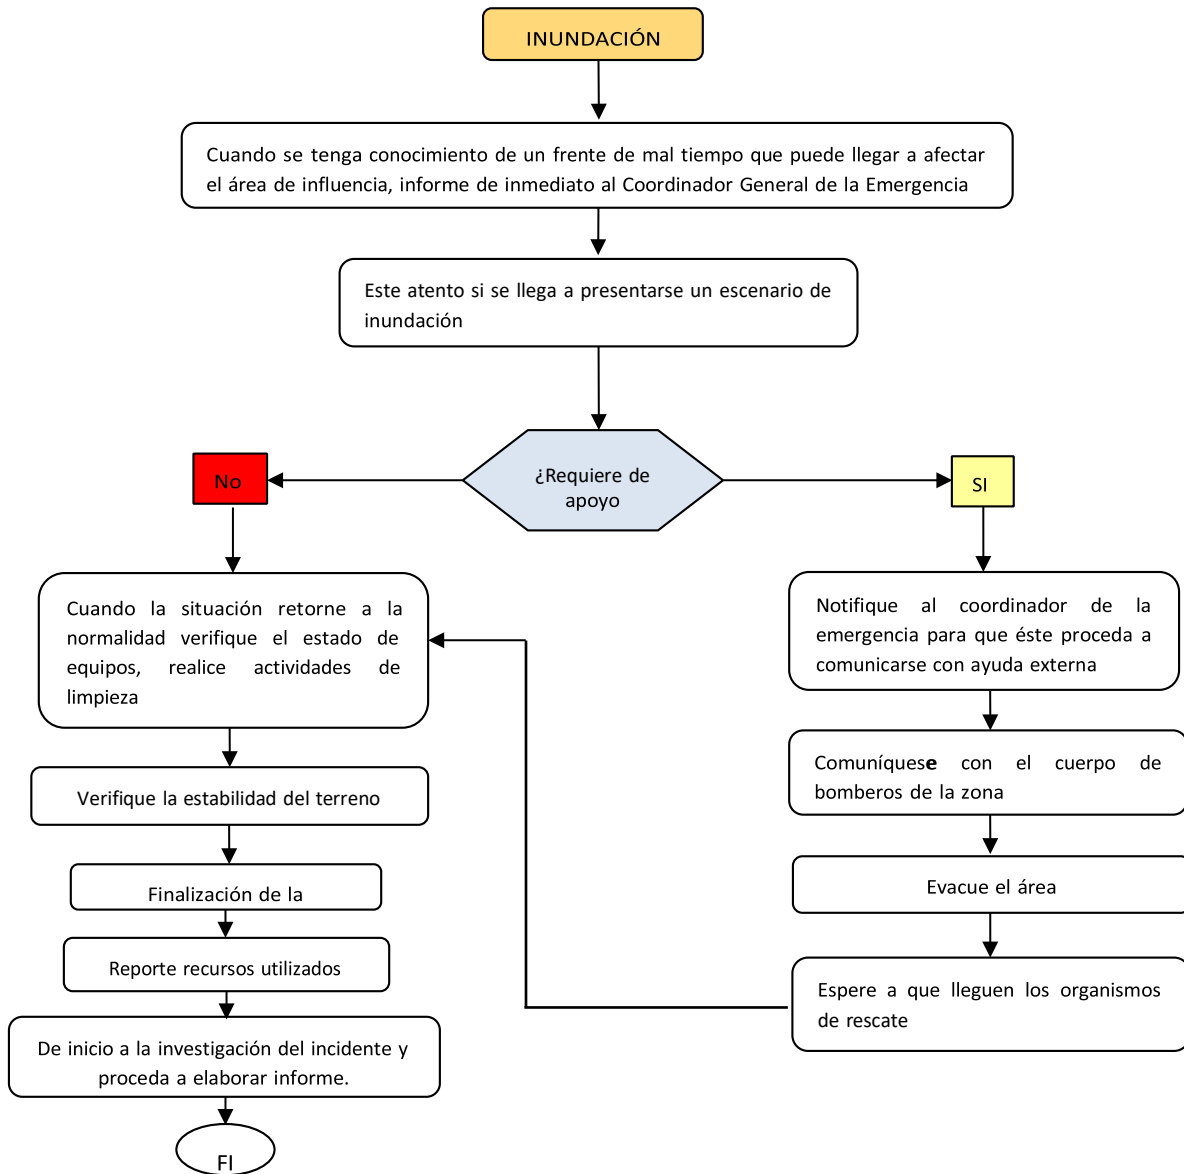 INUNDACIÓN
Cuando se tenga conocimiento de un frente de mal tiempo que puede llegar a afectar
el área de influencia, informe de inmediato al Coordinador General de la Emergencia
Este atento si se llega a presentarse un escenario de
inundación
¿Requiere de
apoyo
No
SI
Cuando la situación retorne a la
normalidad verifique el estado de
equipos, realice actividades de
limpieza
Verifique la estabilidad del terreno
Finalización de la
Reporte recursos utilizados
De inicio a la investigación del incidente y
proceda a elaborar informe.
FI
Notifique al coordinador de la
emergencia para que éste proceda a
comunicarse con ayuda externa
Comuníquese con el cuerpo de
bomberos de la zona
Evacue el área
Espere a que lleguen los organismos
de rescate